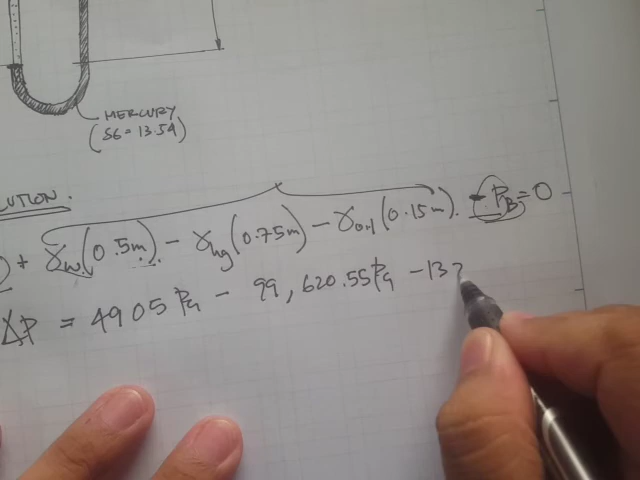 MERCURY
(SG = 13.54)
LUTION.
+ γw(0.5m) - γhg(0.75m) - γoil(0.15m) - PB = 0
ΔP = 4905 Pa - 99,620.55 Pa - 13